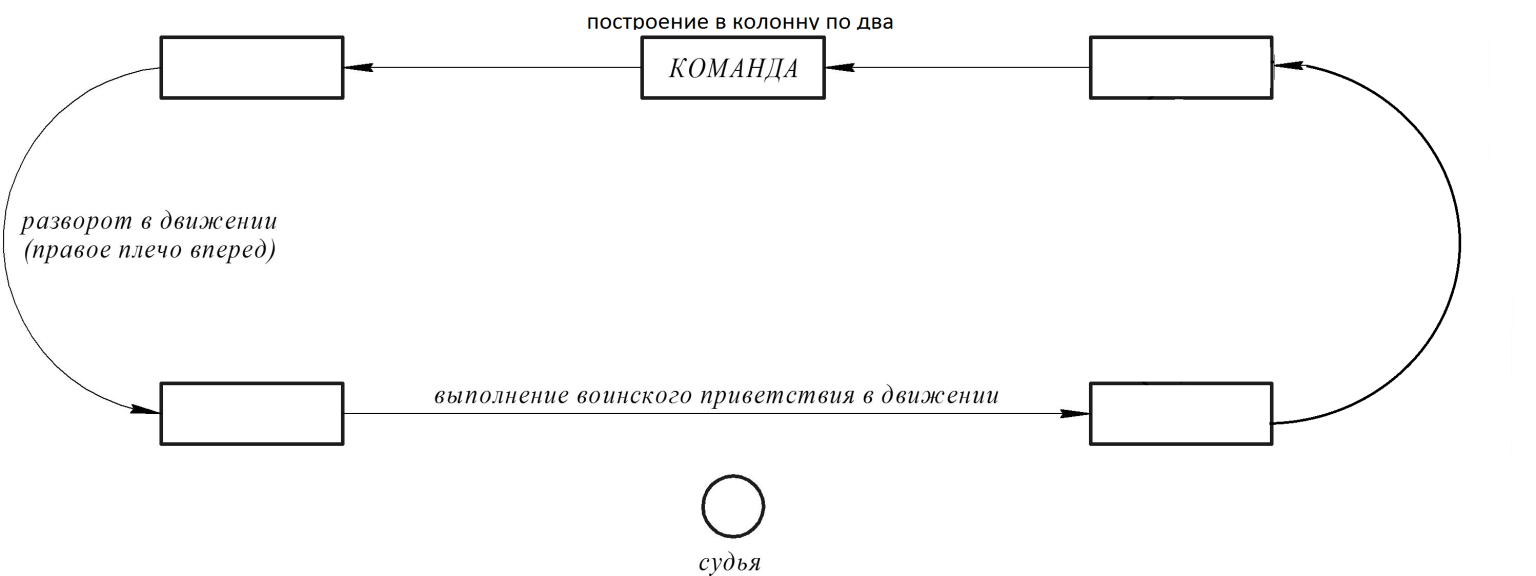 построение в колонну по два
КОМАНДА
разворот в движении
(правое плечо вперед)
выполнение воинского приветствия в движении
судья